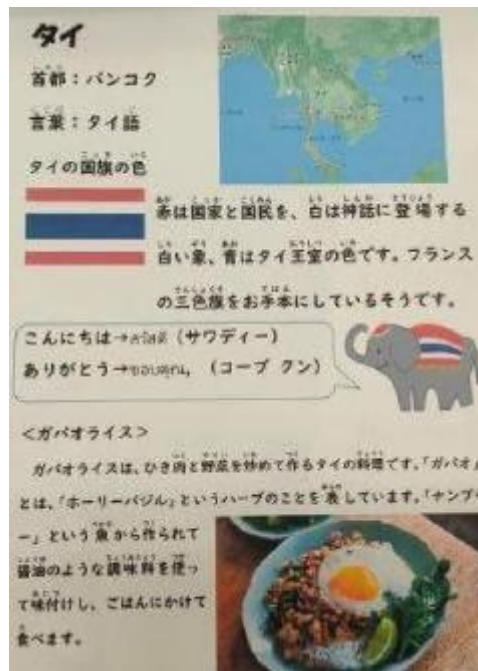 タイ
首都：バンコク
言葉：タイ語
タイの国旗の色
赤は国家と国民を、白は神話に登場する
白い象、青はタイ王室の色です。フランス
の三色旗をお手本にしているそうです。
こんにちは→สวัสดี（サワディー）
ありがとう→ขอบคุณ,（コープ クン）
＜ガパオライス＞
ガパオライスは、ひき肉と野菜を炒めて作るタイの料理です。「ガパオ」
とは、「ホーリーバジル」というハーブのことを表しています。「ナンプ
ー」という魚から作られて
醤油のような調味料を使っ
て味付けし、ごはんにかけて
食べます。